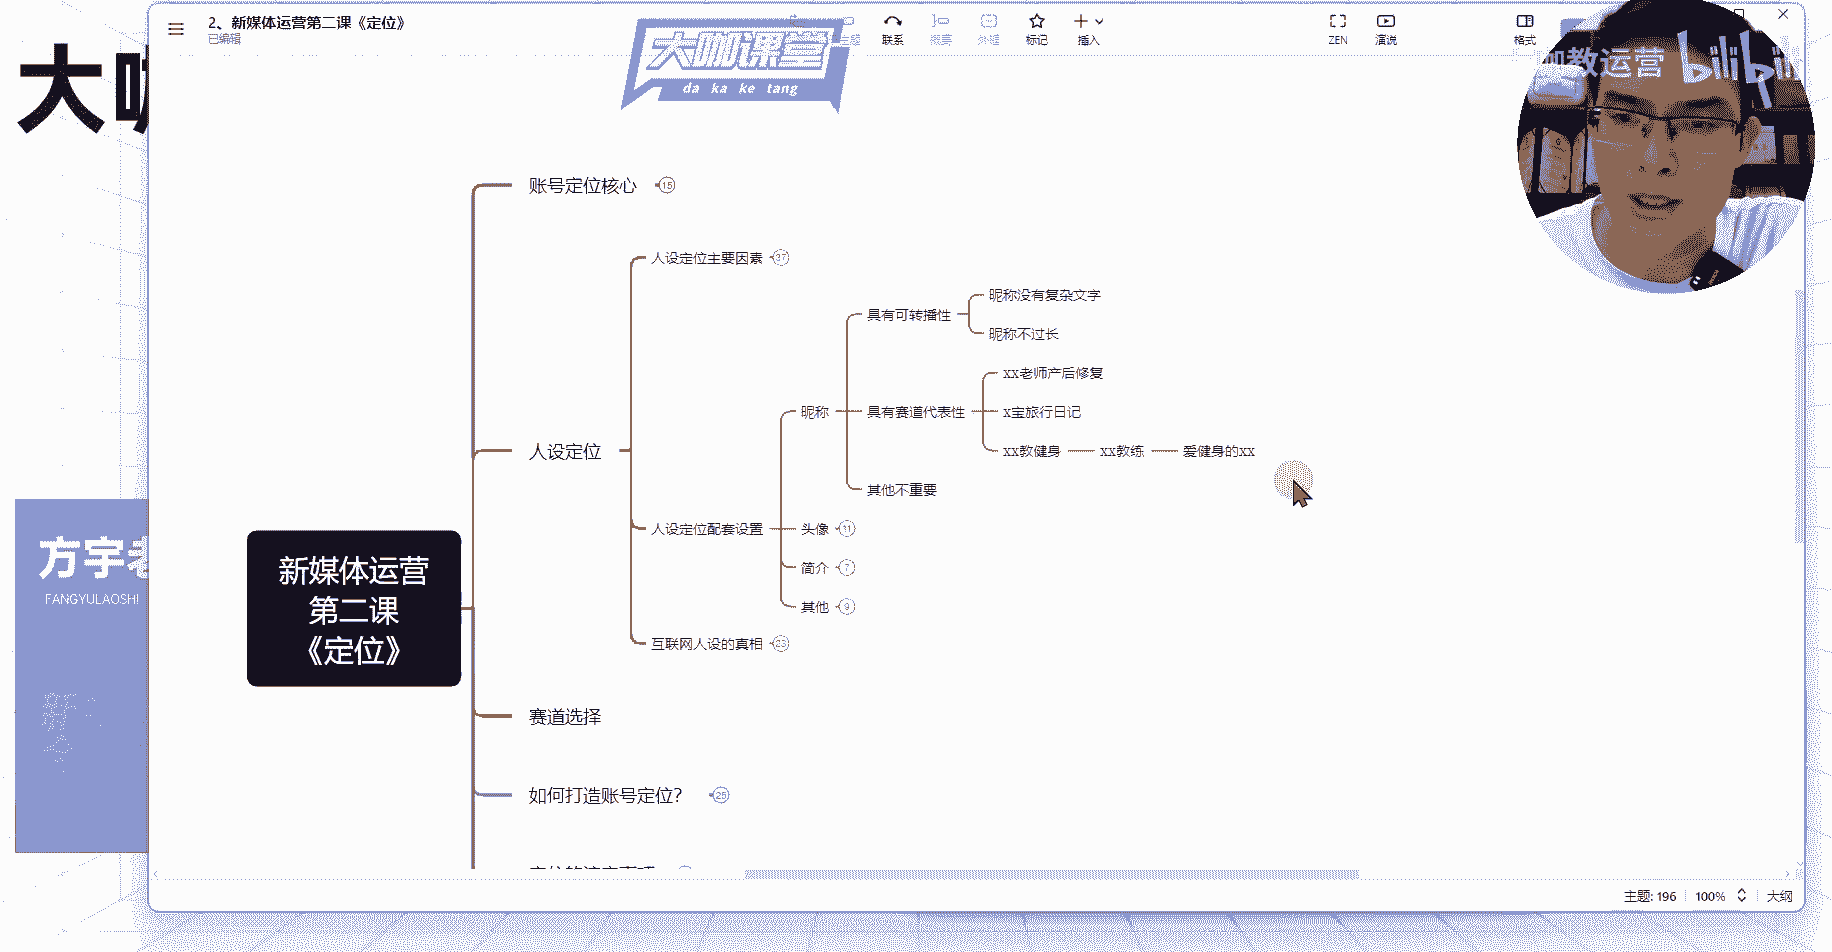 2、新媒体运营第二课《定位》
已编辑
联系
概要
外框
标记
插入
ZEN
演说
格式
大咖课堂
da ka ke tang
咖教运营
bilibili
大咖
账号定位核心 15
人设定位主要因素 37
昵称没有复杂文字
具有可转播性
昵称不过长
xx老师产后修复
昵称
具有赛道代表性
x宝旅行日记
人设定位
xx教健身
xx教练
爱健身的xx
其他不重要
人设定位配套设置
头像 11
简介 7
其他 9
互联网人设的真相 23
新媒体运营
第二课
《定位》
方宇老
FANGYULAOSHI
赛道选择
如何打造账号定位？ 25
主题: 196
100%
大纲